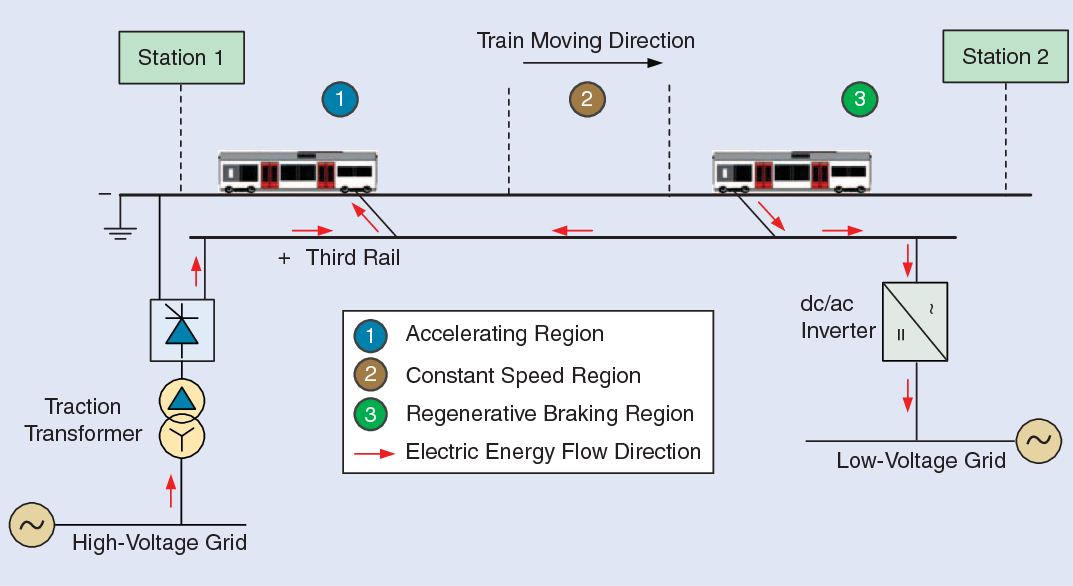 Train Moving Direction
Station 1
Station 2
1
2
3
−
+ Third Rail
dc/ac
Inverter
~
=
1 Accelerating Region
2 Constant Speed Region
3 Regenerative Braking Region
Electric Energy Flow Direction
Traction
Transformer
~
Low-Voltage Grid
~
High-Voltage Grid